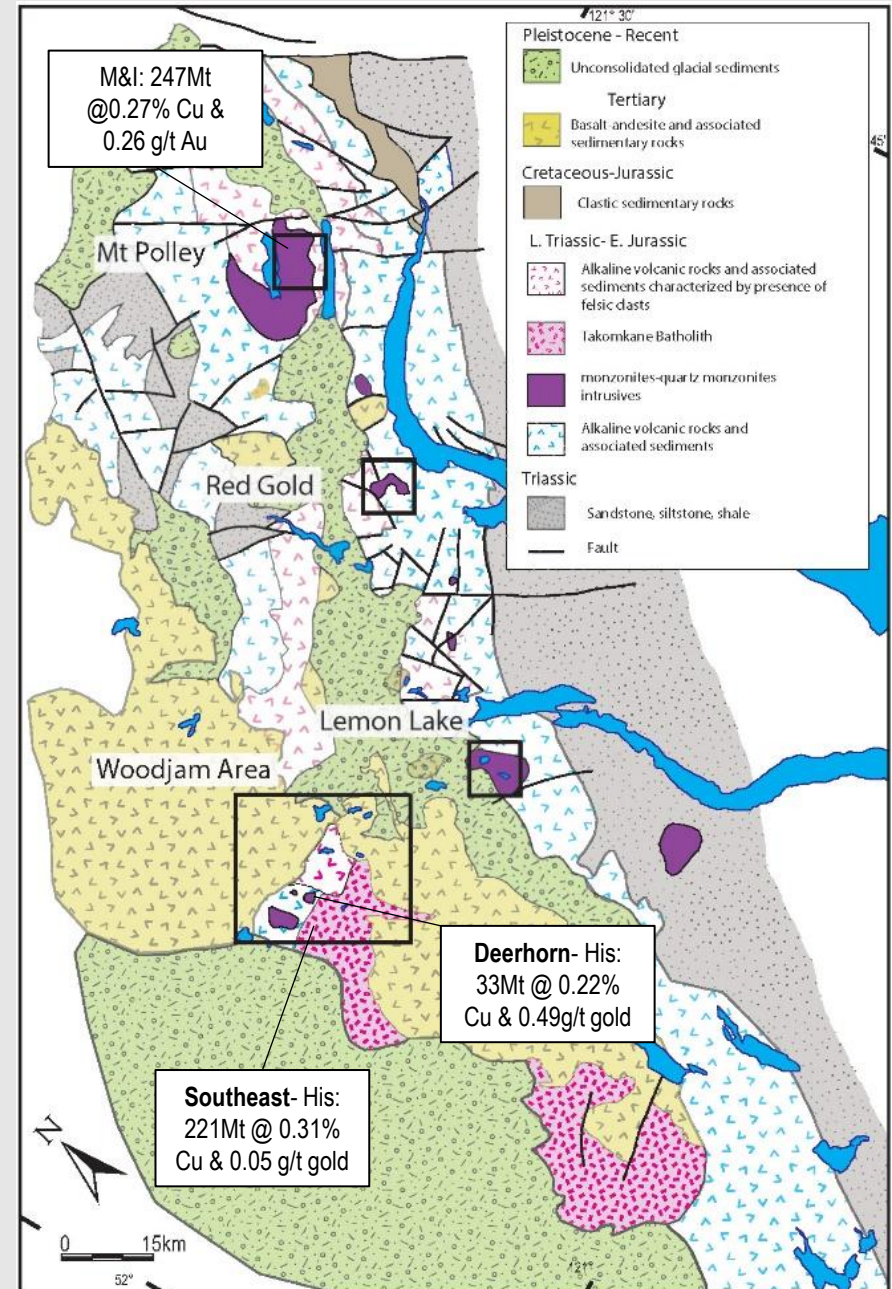 121° 30'
M&I: 247Mt
@0.27% Cu &
0.26 g/t Au
Pleistocene - Recent
Unconsolidated glacial sediments
Tertiary
Basalt-andesite and associated
sedimentary rocks
45'
Cretaceous-Jurassic
Clastic sedimentary rocks
L. Triassic- E. Jurassic
Alkaline volcanic rocks and associated
sediments characterized by presence of
felsic clasts
Takomkane Batholith
monzonites-quartz monzonites
intrusives
Alkaline volcanic rocks and
associated sediments
Triassic
Sandstone, siltstone, shale
Fault
Mt Polley
Red Gold
Lemon Lake
Woodjam Area
Deerhorn- His:
33Mt @ 0.22%
Cu & 0.49g/t gold
Southeast- His:
221Mt @ 0.31%
Cu & 0.05 g/t gold
N
0 15km
52°
121°